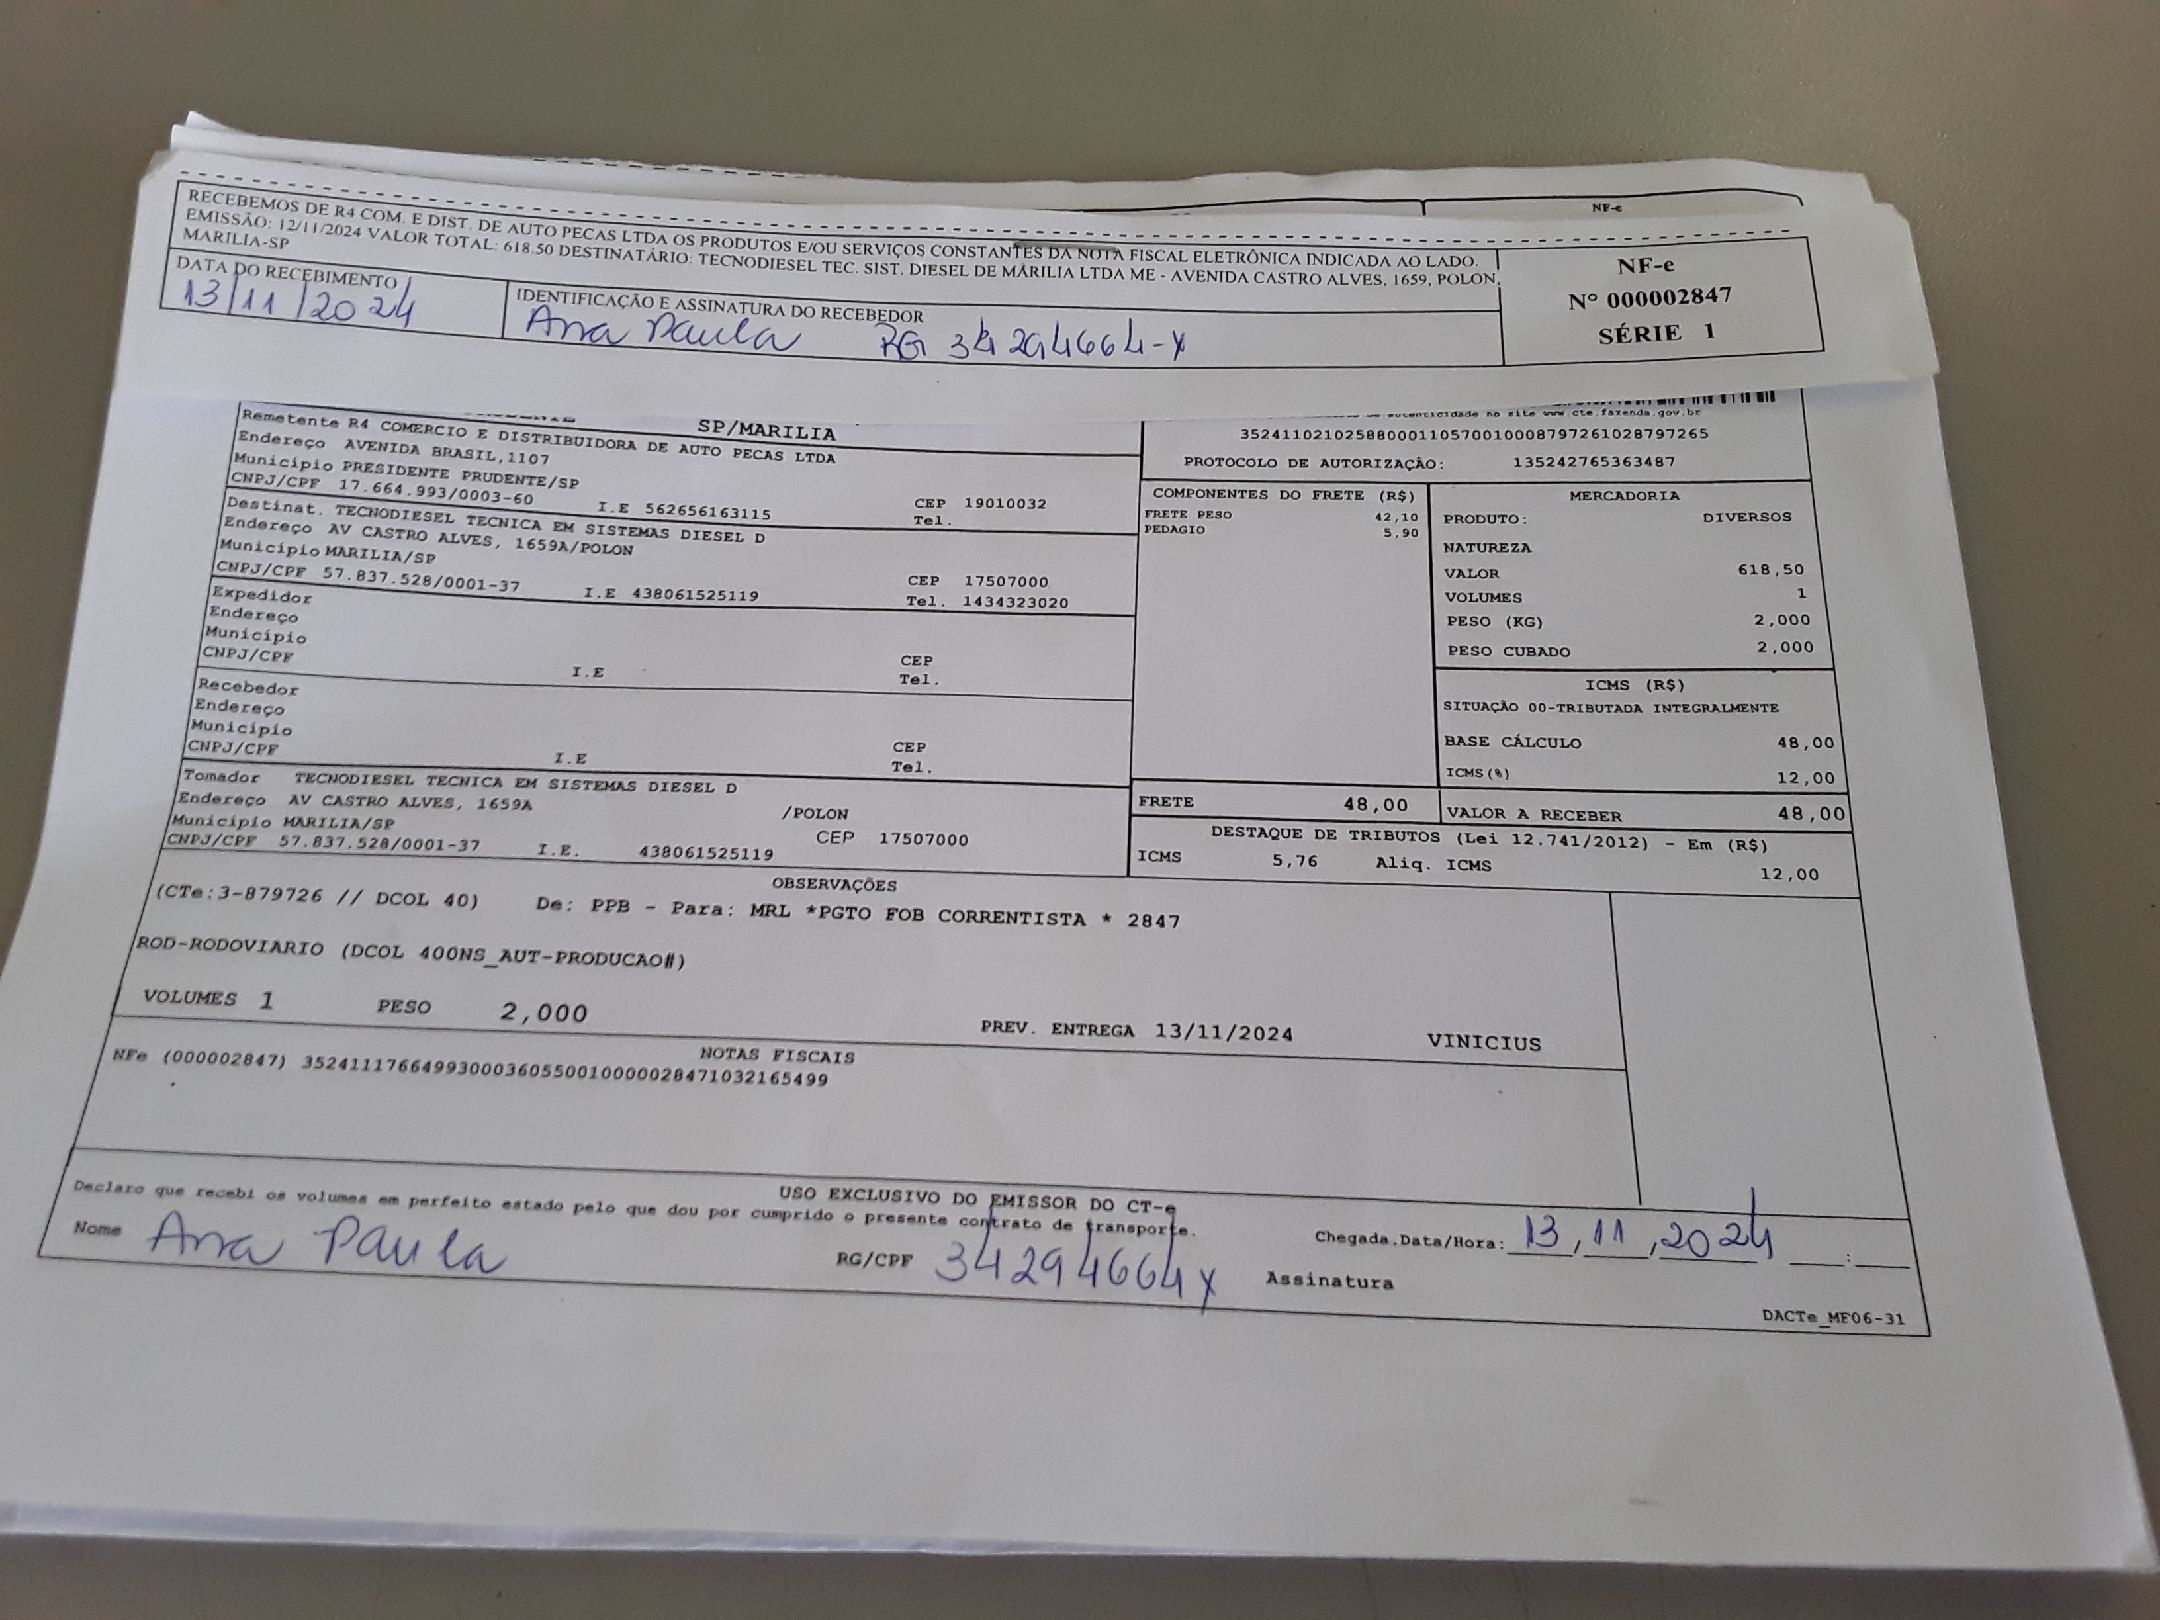 NF-e
RECEBEMOS DE R4 COM. E DIST. DE AUTO PECAS LTDA OS PRODUTOS E/OU SERVIÇOS CONSTANTES DA NOTA FISCAL ELETRÔNICA INDICADA AO LADO.
EMISSÃO: 12/11/2024 VALOR TOTAL: 618.50 DESTINATÁRIO: TECNODIESEL TEC. SIST. DIESEL DE MÁRILIA LTDA ME - AVENIDA CASTRO ALVES, 1659, POLON,
MARILIA-SP
DATA DO RECEBIMENTO
13/11/2024
IDENTIFICAÇÃO E ASSINATURA DO RECEBEDOR
Ana Paula RG 34294664-X
NF-e
Nº 000002847
SÉRIE 1
SP/MARILIA
autenticidade no site www.cte.fazenda.gov.br
35241102102588000110570010008797261028797265
PROTOCOLO DE AUTORIZAÇÃO: 135242765363487
Remetente R4 COMERCIO E DISTRIBUIDORA DE AUTO PECAS LTDA
Endereço AVENIDA BRASIL,1107
Município PRESIDENTE PRUDENTE/SP
CNPJ/CPF 17.664.993/0003-60 I.E 562656163115 CEP 19010032
Tel.
Destinat. TECNODIESEL TECNICA EM SISTEMAS DIESEL D
Endereço AV CASTRO ALVES, 1659A/POLON
Município MARILIA/SP CEP 17507000
CNPJ/CPF 57.837.528/0001-37 I.E 438061525119 Tel. 1434323020
Expedidor
Endereço
Município
CNPJ/CPF I.E CEP
Tel.
Recebedor
Endereço
Município
CNPJ/CPF I.E CEP
Tel.
Tomador TECNODIESEL TECNICA EM SISTEMAS DIESEL D
Endereço AV CASTRO ALVES, 1659A /POLON
Município MARILIA/SP CEP 17507000
CNPJ/CPF 57.837.528/0001-37 I.E. 438061525119
COMPONENTES DO FRETE (R$)
FRETE PESO 42,10
PEDAGIO 5,90
MERCADORIA
PRODUTO: DIVERSOS
NATUREZA
VALOR 618,50
VOLUMES 1
PESO (KG) 2,000
PESO CUBADO 2,000
ICMS (R$)
SITUAÇÃO 00-TRIBUTADA INTEGRALMENTE
BASE CÁLCULO 48,00
ICMS(%) 12,00
FRETE 48,00 VALOR A RECEBER 48,00
DESTAQUE DE TRIBUTOS (Lei 12.741/2012) - Em (R$)
ICMS 5,76 Aliq. ICMS 12,00
OBSERVAÇÕES
(CTe:3-879726 // DCOL 40) De: PPB - Para: MRL *PGTO FOB CORRENTISTA * 2847
ROD-RODOVIARIO (DCOL 400NS_AUT-PRODUCAO#)
VOLUMES 1 PESO 2,000 PREV. ENTREGA 13/11/2024 VINICIUS
NOTAS FISCAIS
NFe (000002847) 35241117664993000360550010000028471032165499
USO EXCLUSIVO DO EMISSOR DO CT-e
Declaro que recebi os volumes em perfeito estado pelo que dou por cumprido o presente contrato de transporte.
Nome Ana Paula RG/CPF 34294664X
Chegada.Data/Hora: 13, 11, 2024 :
Assinatura
DACTe_MF06-31